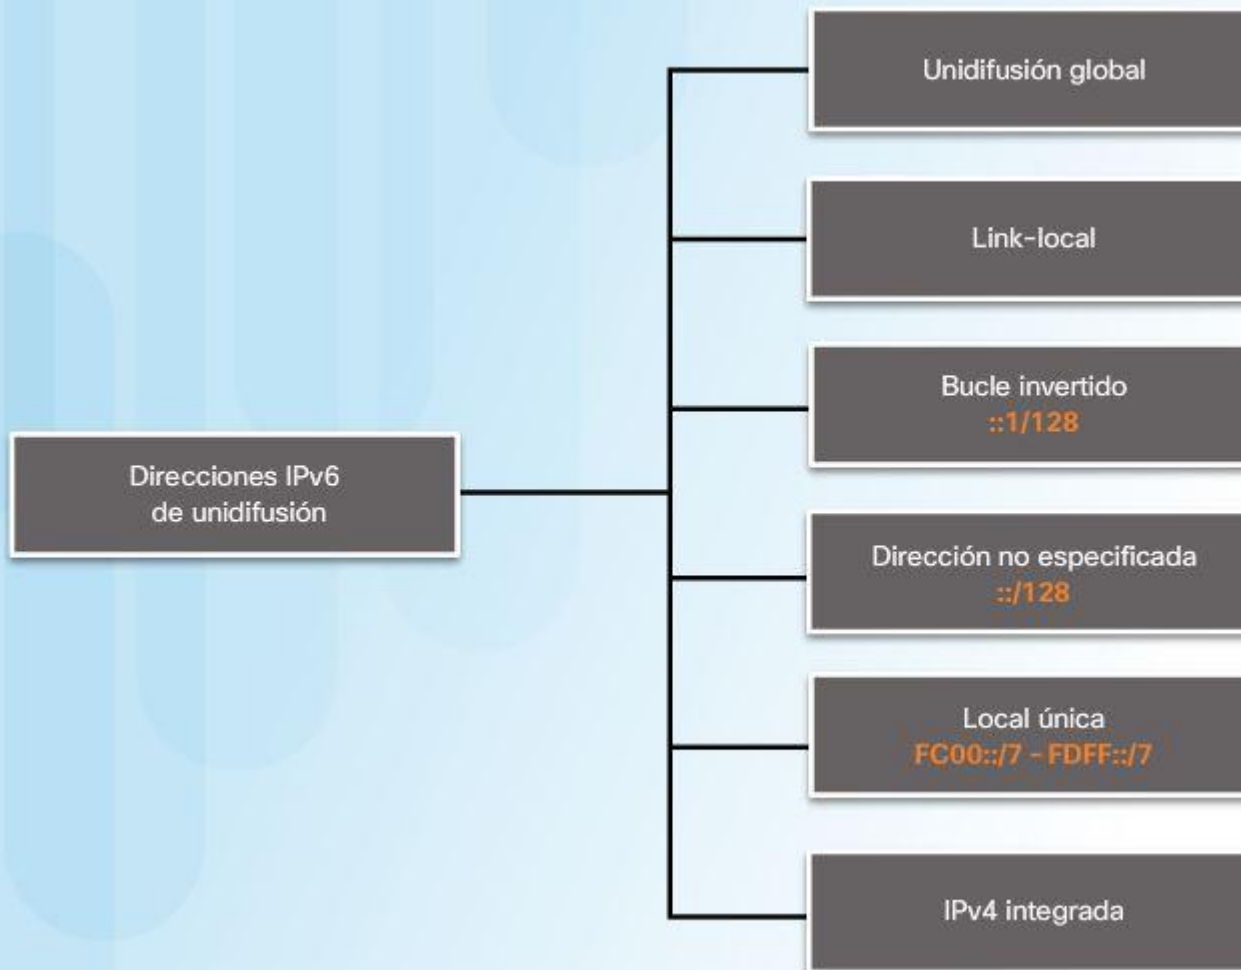 Direcciones IPv6
de unidifusión
Unidifusión global
Link-local
Bucle invertido
::1/128
Dirección no especificada
::/128
Local única
FC00::/7 - FDFF::/7
IPv4 integrada